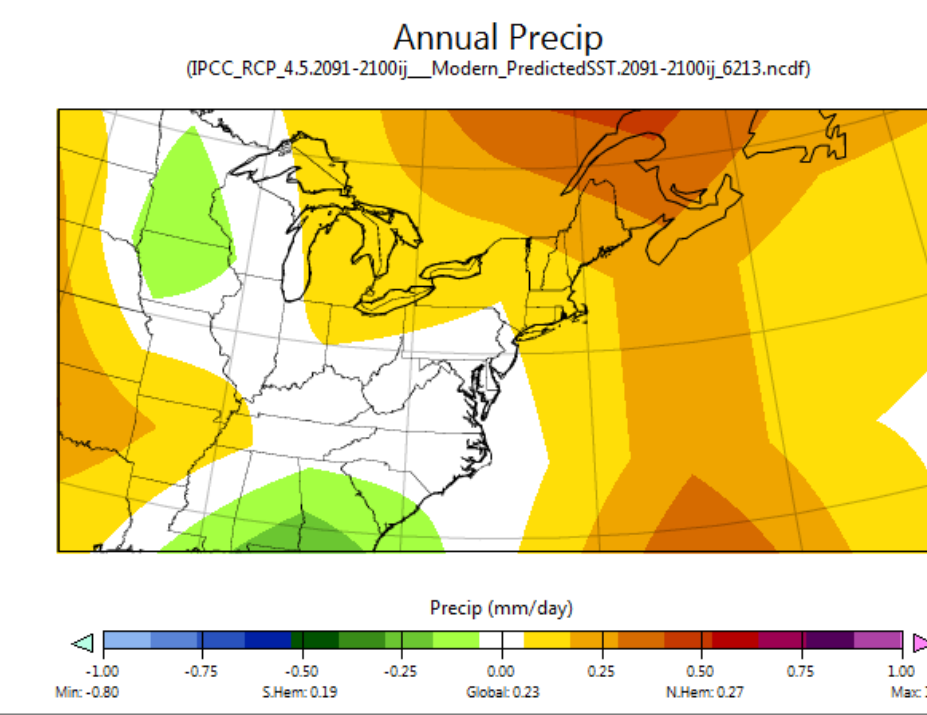 Annual Precip
(IPCC_RCP_4.5.2091-2100ij__Modern_PredictedSST.2091-2100ij_6213.ncdf)
Precip (mm/day)
-1.00 -0.75 -0.50 -0.25 0.00 0.25 0.50 0.75 1.00
Min: -0.80 S.Hem: 0.19 Global: 0.23 N.Hem: 0.27 Max: